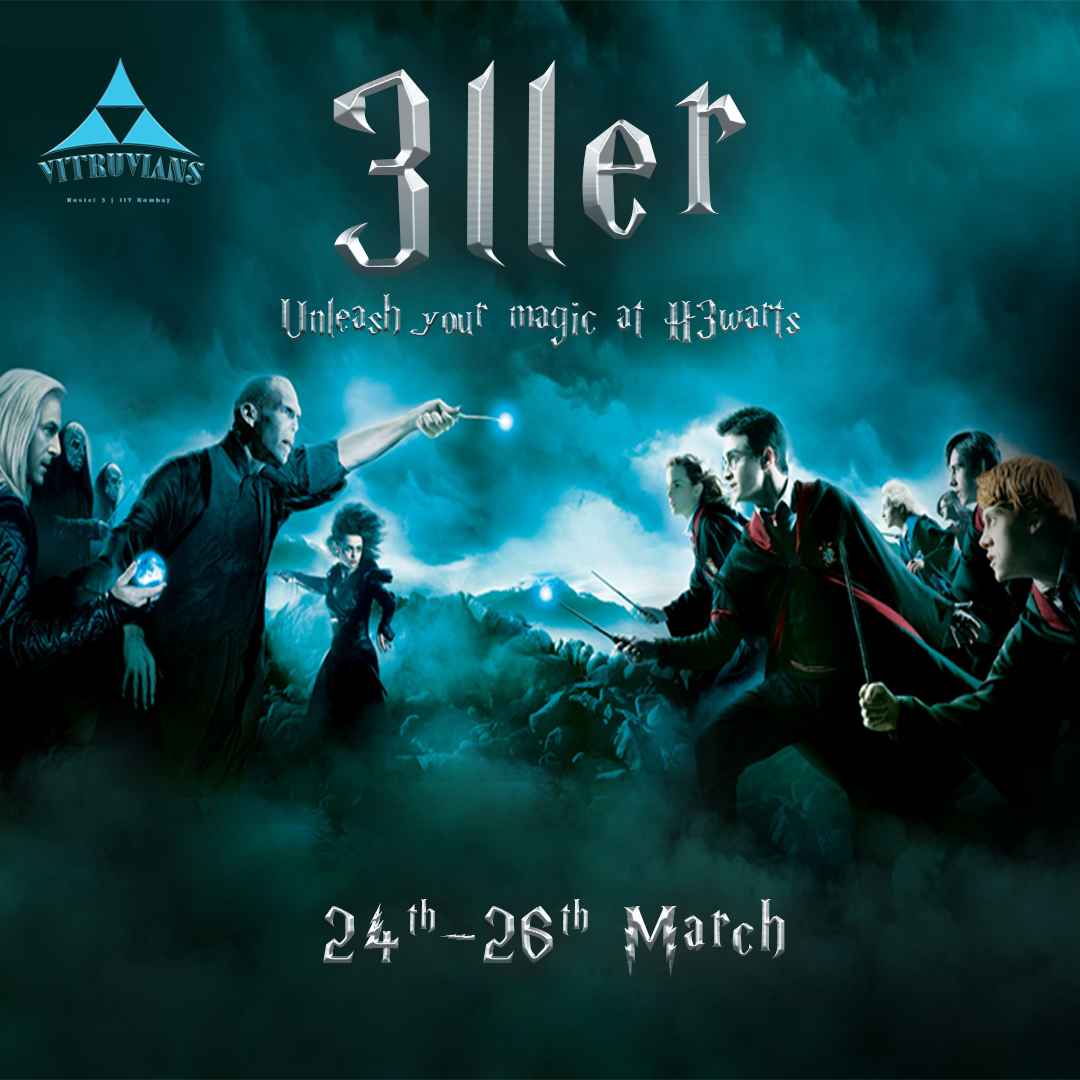 VITRUVIANS
Hostel 3 | IIT Bombay
3ller
Unleash your magic at H3warts
24th-26th March